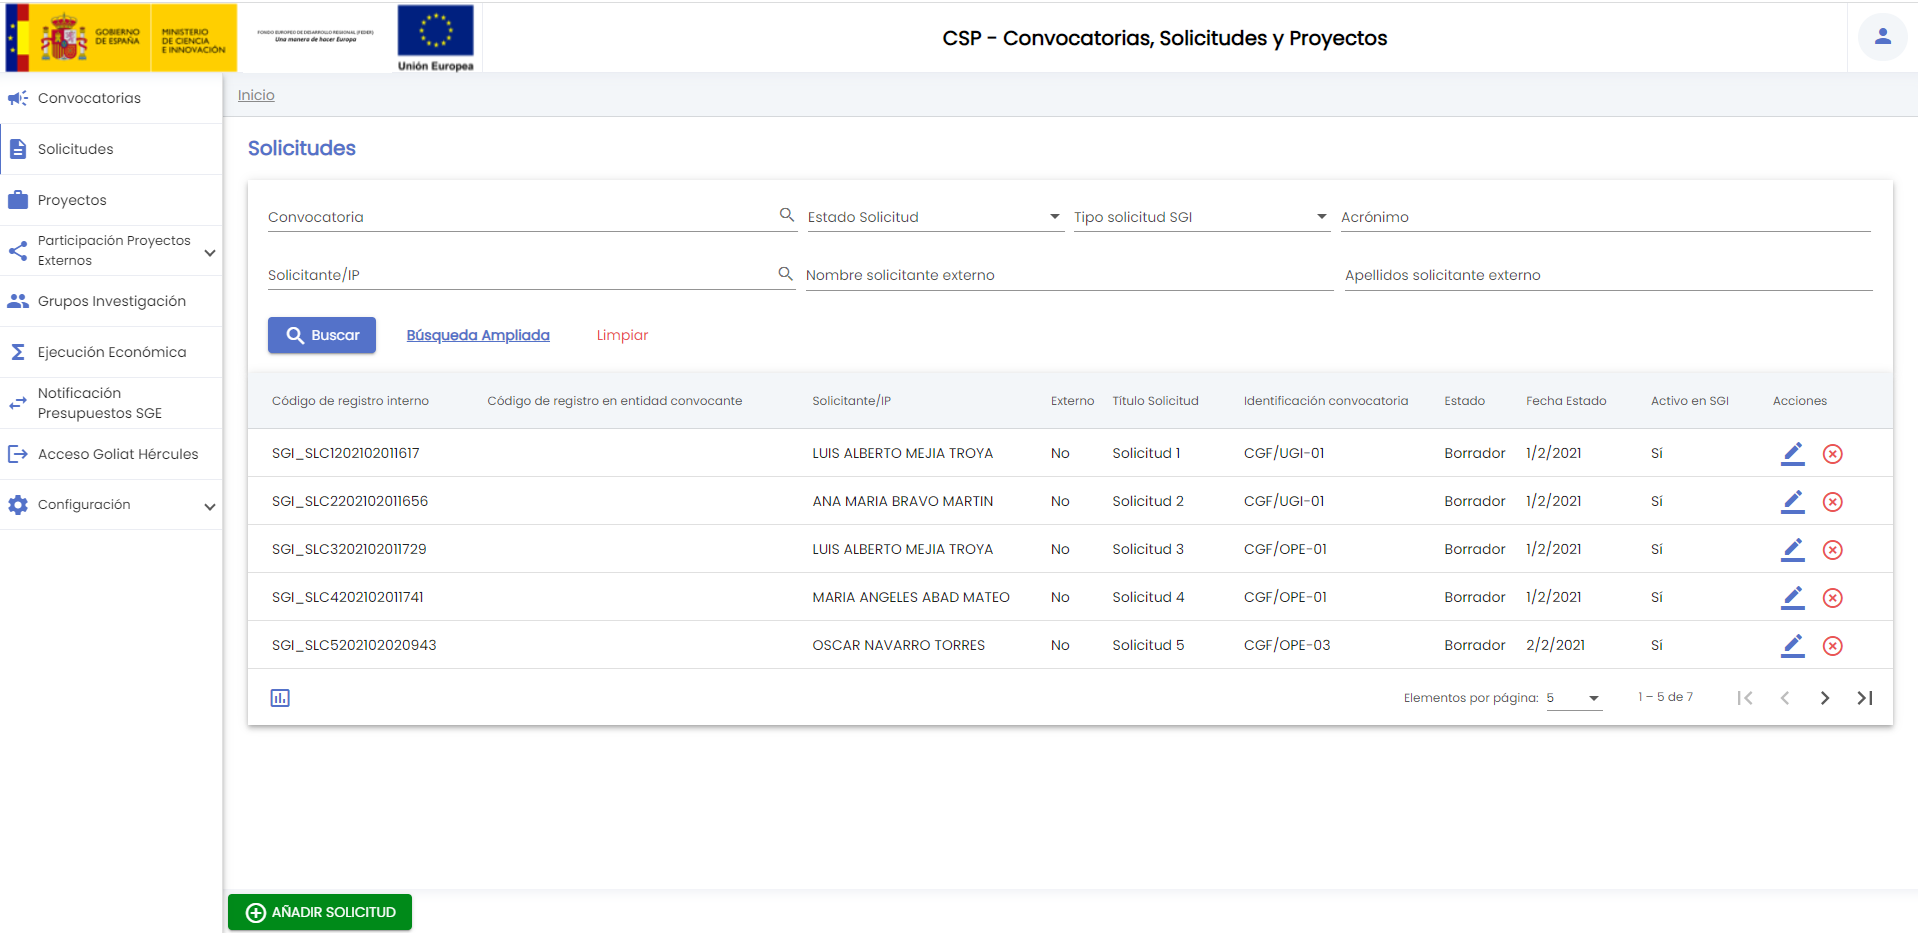 GOBIERNO
DE ESPAÑA
MINISTERIO
DE CIENCIA
E INNOVACIÓN
FONDO EUROPEO DE DESARROLLO REGIONAL (FEDER)
Una manera de hacer Europa
Unión Europea
CSP - Convocatorias, Solicitudes y Proyectos
Convocatorias
Solicitudes
Proyectos
Participación Proyectos
Externos
Grupos Investigación
Ejecución Económica
Notificación
Presupuestos SGE
Acceso Goliat Hércules
Configuración
Inicio
Solicitudes
Convocatoria Estado Solicitud Tipo solicitud SGI Acrónimo
Solicitante/IP Nombre solicitante externo Apellidos solicitante externo
Buscar Búsqueda Ampliada Limpiar
Código de registro interno Código de registro en entidad convocante Solicitante/IP Externo Título Solicitud Identificación convocatoria Estado Fecha Estado Activo en SGI Acciones
SGI_SLC1202102011617 LUIS ALBERTO MEJIA TROYA No Solicitud 1 CGF/UGI-01 Borrador 1/2/2021 Sí
SGI_SLC2202102011656 ANA MARIA BRAVO MARTIN No Solicitud 2 CGF/UGI-01 Borrador 1/2/2021 Sí
SGI_SLC3202102011729 LUIS ALBERTO MEJIA TROYA No Solicitud 3 CGF/OPE-01 Borrador 1/2/2021 Sí
SGI_SLC4202102011741 MARIA ANGELES ABAD MATEO No Solicitud 4 CGF/OPE-01 Borrador 1/2/2021 Sí
SGI_SLC5202102020943 OSCAR NAVARRO TORRES No Solicitud 5 CGF/OPE-03 Borrador 2/2/2021 Sí
Elementos por página: 5 1 – 5 de 7
AÑADIR SOLICITUD